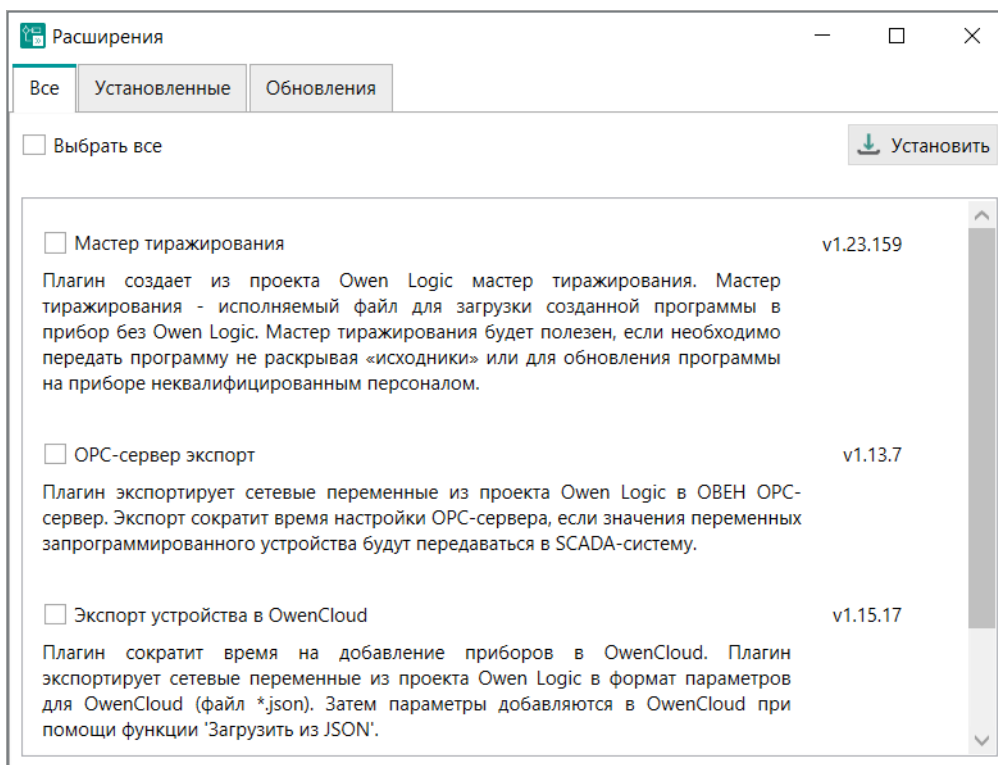 Расширения
Все Установленные Обновления
Выбрать все Установить
Мастер тиражирования v1.23.159
Плагин создает из проекта Owen Logic мастер тиражирования. Мастер
тиражирования - исполняемый файл для загрузки созданной программы в
прибор без Owen Logic. Мастер тиражирования будет полезен, если необходимо
передать программу не раскрывая «исходники» или для обновления программы
на приборе неквалифицированным персоналом.
OPC-сервер экспорт v1.13.7
Плагин экспортирует сетевые переменные из проекта Owen Logic в ОВЕН OPC-
сервер. Экспорт сократит время настройки OPC-сервера, если значения переменных
запрограммированного устройства будут передаваться в SCADA-систему.
Экспорт устройства в OwenCloud v1.15.17
Плагин сократит время на добавление приборов в OwenCloud. Плагин
экспортирует сетевые переменные из проекта Owen Logic в формат параметров
для OwenCloud (файл *.json). Затем параметры добавляются в OwenCloud при
помощи функции 'Загрузить из JSON'.